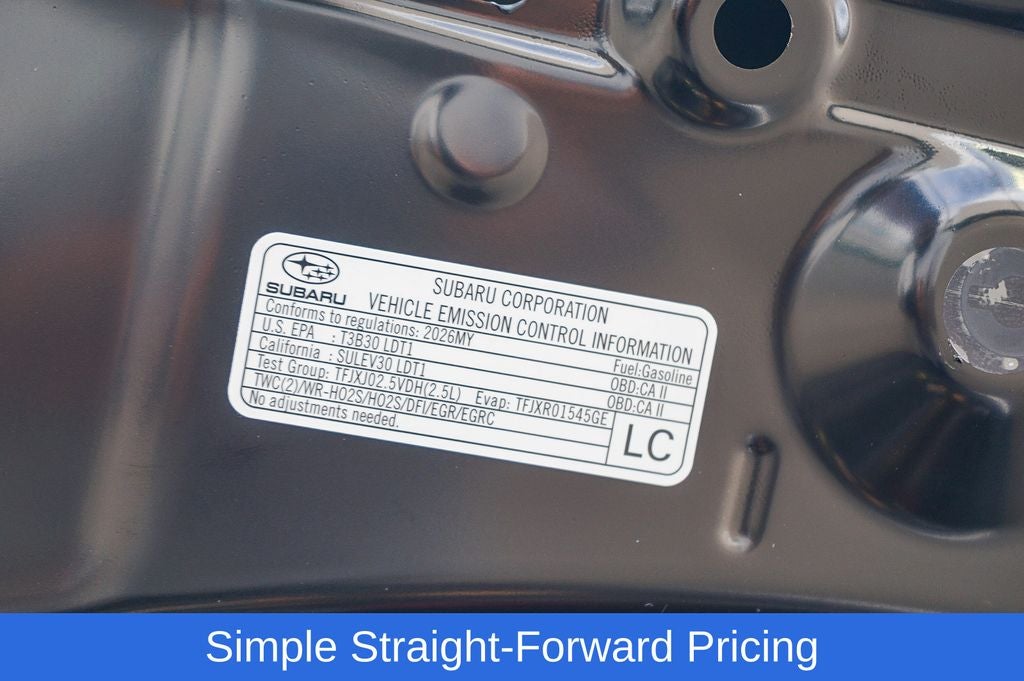 SUBARU
SUBARU CORPORATION
VEHICLE EMISSION CONTROL INFORMATION
Conforms to regulations: 2026MY
Fuel:Gasoline
U.S. EPA : T3B30 LDT1
OBD:CA II
California : SULEV30 LDT1
OBD:CA II
Test Group: TFJXJ02.5VDH(2.5L) Evap: TFJXR01545GE
TWC(2)/WR-HO2S/HO2S/DFI/EGR/EGRC
No adjustments needed.
LC
Simple Straight-Forward Pricing